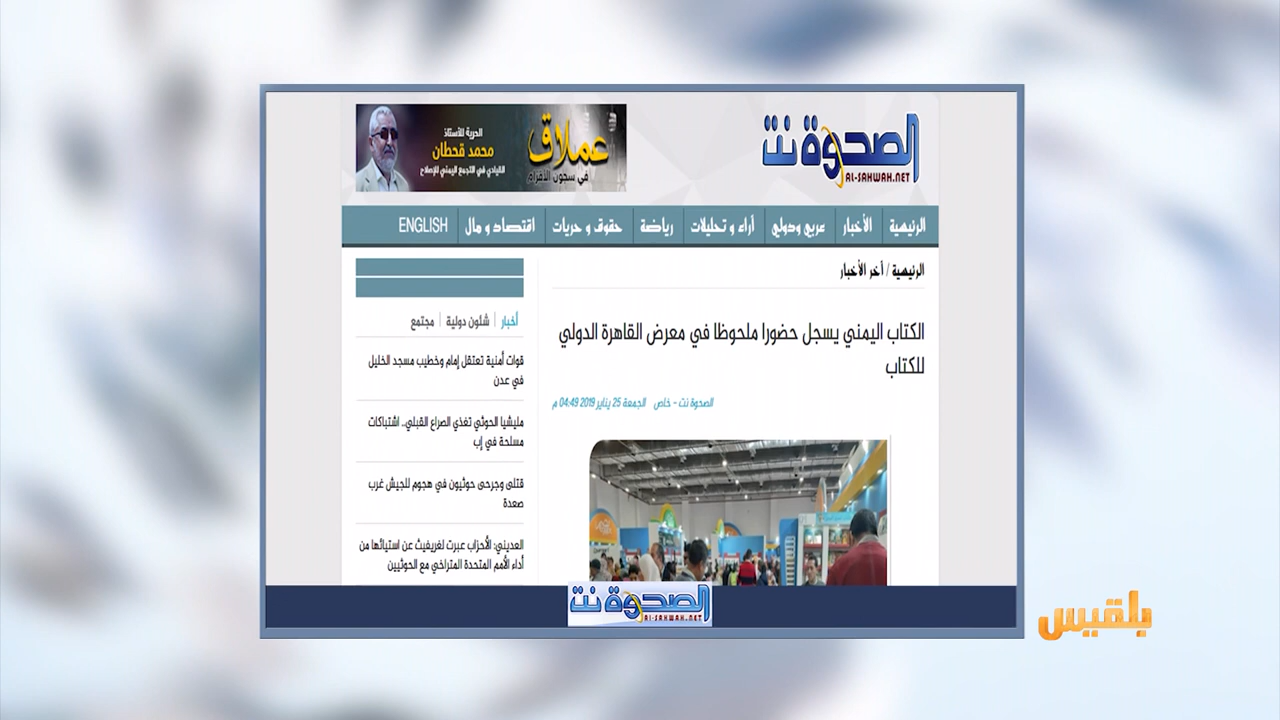 الصحوة نت
AL-SAHWAH.NET
عملاق
في سجون الأقزام
الحرية للأستاذ
محمد قحطان
القيادي في التجمع اليمني للإصلاح
الرئيسية
الأخبار
عربي ودولي
آراء و تحليلات
رياضة
حقوق و حريات
اقتصاد و مال
ENGLISH
الرئيسية / آخر الأخبار
الكتاب اليمني يسجل حضورا ملحوظا في معرض القاهرة الدولي
للكتاب
الصحوة نت - خاص الجمعة 25 يناير 2019 04:49 م
أخبار | شئون دولية | مجتمع
قوات أمنية تعتقل إمام وخطيب مسجد الخليل
في عدن
مليشيا الحوثي تغذي الصراع القبلي.. اشتباكات
مسلحة في إب
قتلى وجرحى حوثيون في هجوم للجيش غرب
صعدة
العديني: الأحزاب عبرت لغريفيث عن استيائها من
أداء الأمم المتحدة المتراخي مع الحوثيين
الصحوة نت
AL-SAHWAH.NET
بلقيس